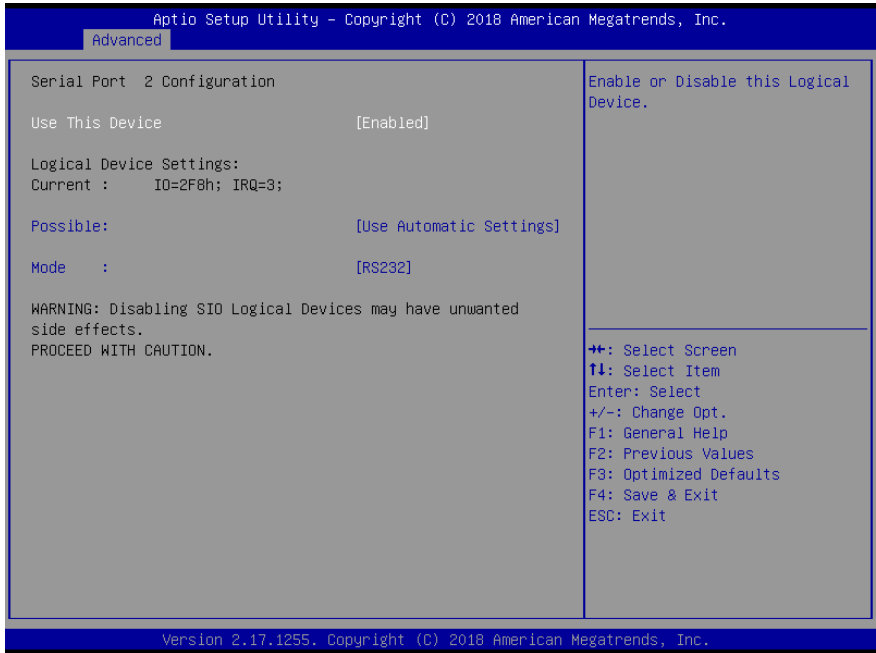 Aptio Setup Utility – Copyright (C) 2018 American Megatrends, Inc.
Advanced
Serial Port  2 Configuration
Use This Device [Enabled]
Logical Device Settings:
Current :     IO=2F8h; IRQ=3;
Possible: [Use Automatic Settings]
Mode    : [RS232]
WARNING: Disabling SIO Logical Devices may have unwanted
side effects.
PROCEED WITH CAUTION.
Enable or Disable this Logical
Device.
→←: Select Screen
↑↓: Select Item
Enter: Select
+/-: Change Opt.
F1: General Help
F2: Previous Values
F3: Optimized Defaults
F4: Save & Exit
ESC: Exit
Version 2.17.1255. Copyright (C) 2018 American Megatrends, Inc.